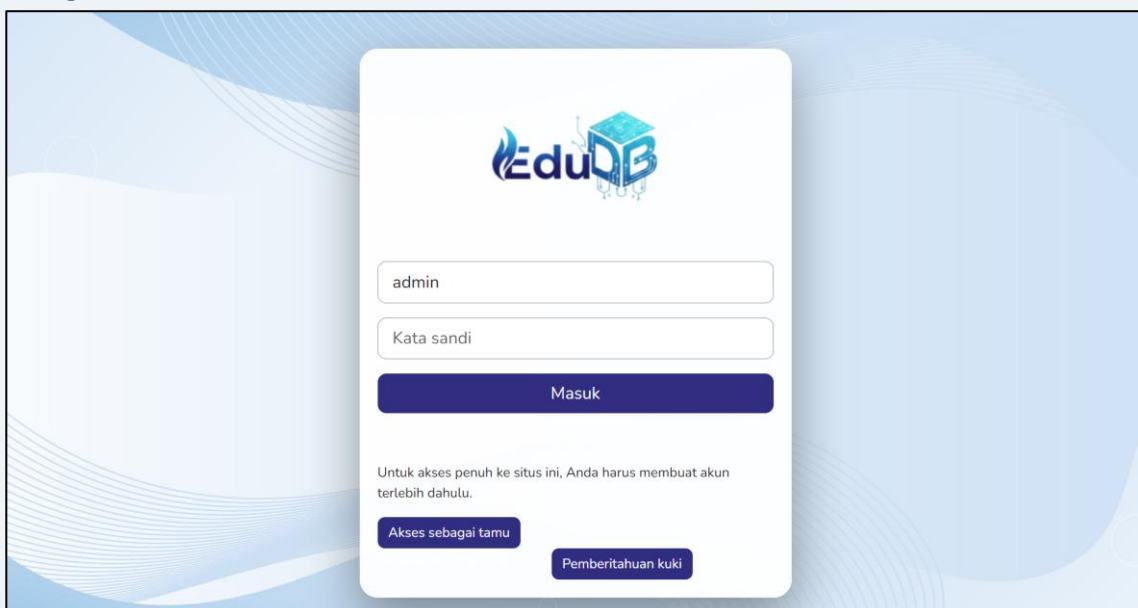 EduDB
admin
Kata sandi
Masuk
Untuk akses penuh ke situs ini, Anda harus membuat akun
terlebih dahulu.
Akses sebagai tamu
Pemberitahuan kuki